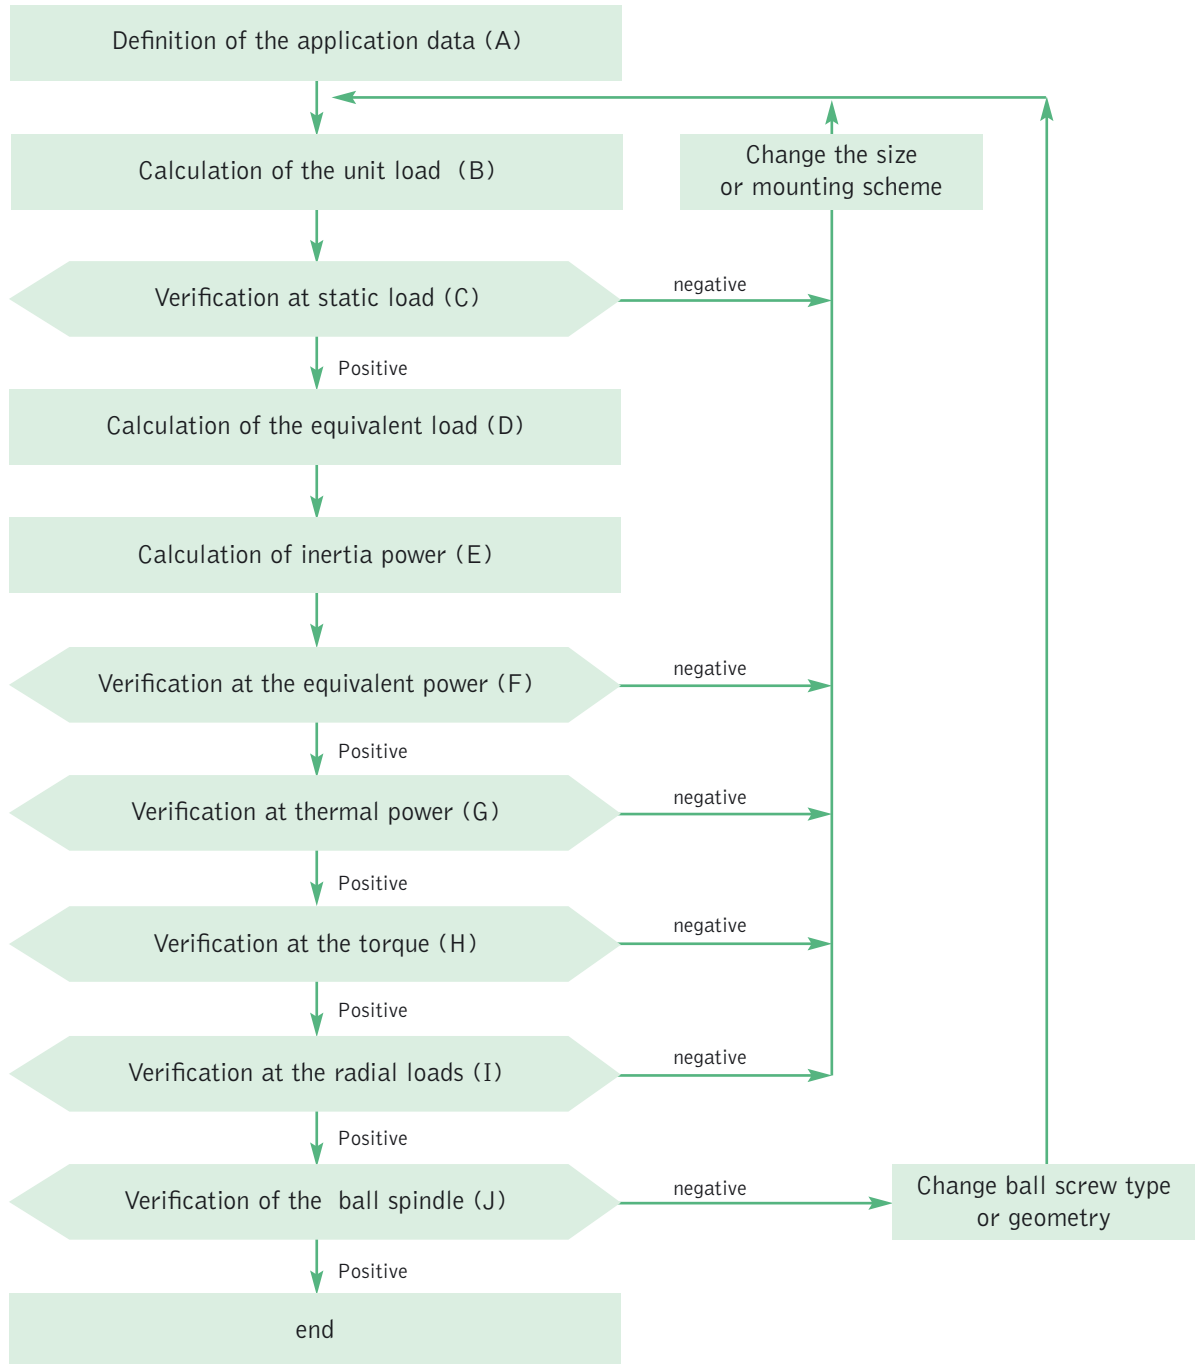 Definition of the application data (A)
Calculation of the unit load (B)
Change the size
or mounting scheme
Verification at static load (C)
negative
Positive
Calculation of the equivalent load (D)
Calculation of inertia power (E)
Verification at the equivalent power (F)
negative
Positive
Verification at thermal power (G)
negative
Positive
Verification at the torque (H)
negative
Positive
Verification at the radial loads (I)
negative
Positive
Verification of the ball spindle (J)
negative
Change ball screw type
or geometry
Positive
end